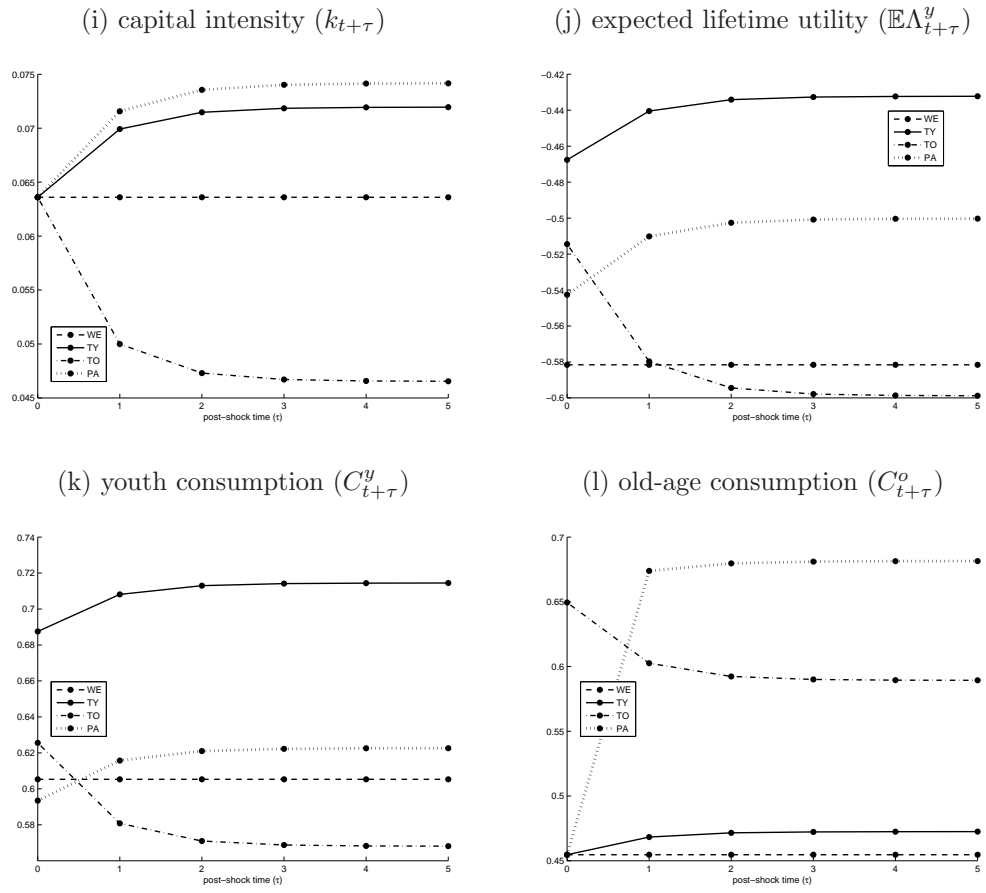 (i) capital intensity (k_{t+τ})
0.075
0.07
0.065
0.06
0.055
0.05
0.045
WE
TY
TO
PA
0 1 2 3 4 5
post−shock time (τ)
(j) expected lifetime utility (𝔼Λ^y_{t+τ})
−0.42
−0.44
−0.46
−0.48
−0.5
−0.52
−0.54
−0.56
−0.58
−0.6
WE
TY
TO
PA
0 1 2 3 4 5
post−shock time (τ)
(k) youth consumption (C^y_{t+τ})
0.74
0.72
0.7
0.68
0.66
0.64
0.62
0.6
0.58
WE
TY
TO
PA
0 1 2 3 4 5
post−shock time (τ)
(l) old-age consumption (C^o_{t+τ})
0.7
0.65
0.6
0.55
0.5
0.45
WE
TY
TO
PA
0 1 2 3 4 5
post−shock time (τ)